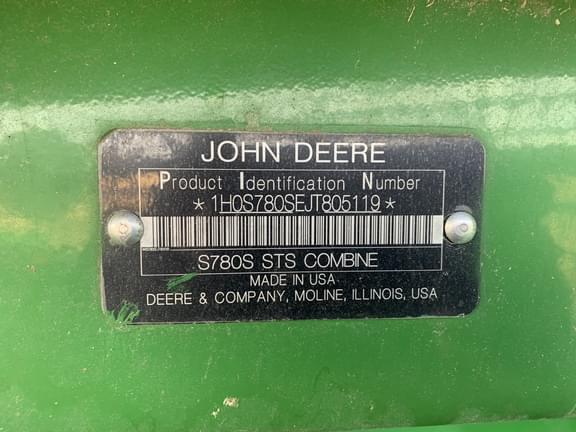 JOHN DEERE
Product Identification Number
*1H0S780SEJT805119*
S780S STS COMBINE
MADE IN USA
DEERE & COMPANY, MOLINE, ILLINOIS, USA